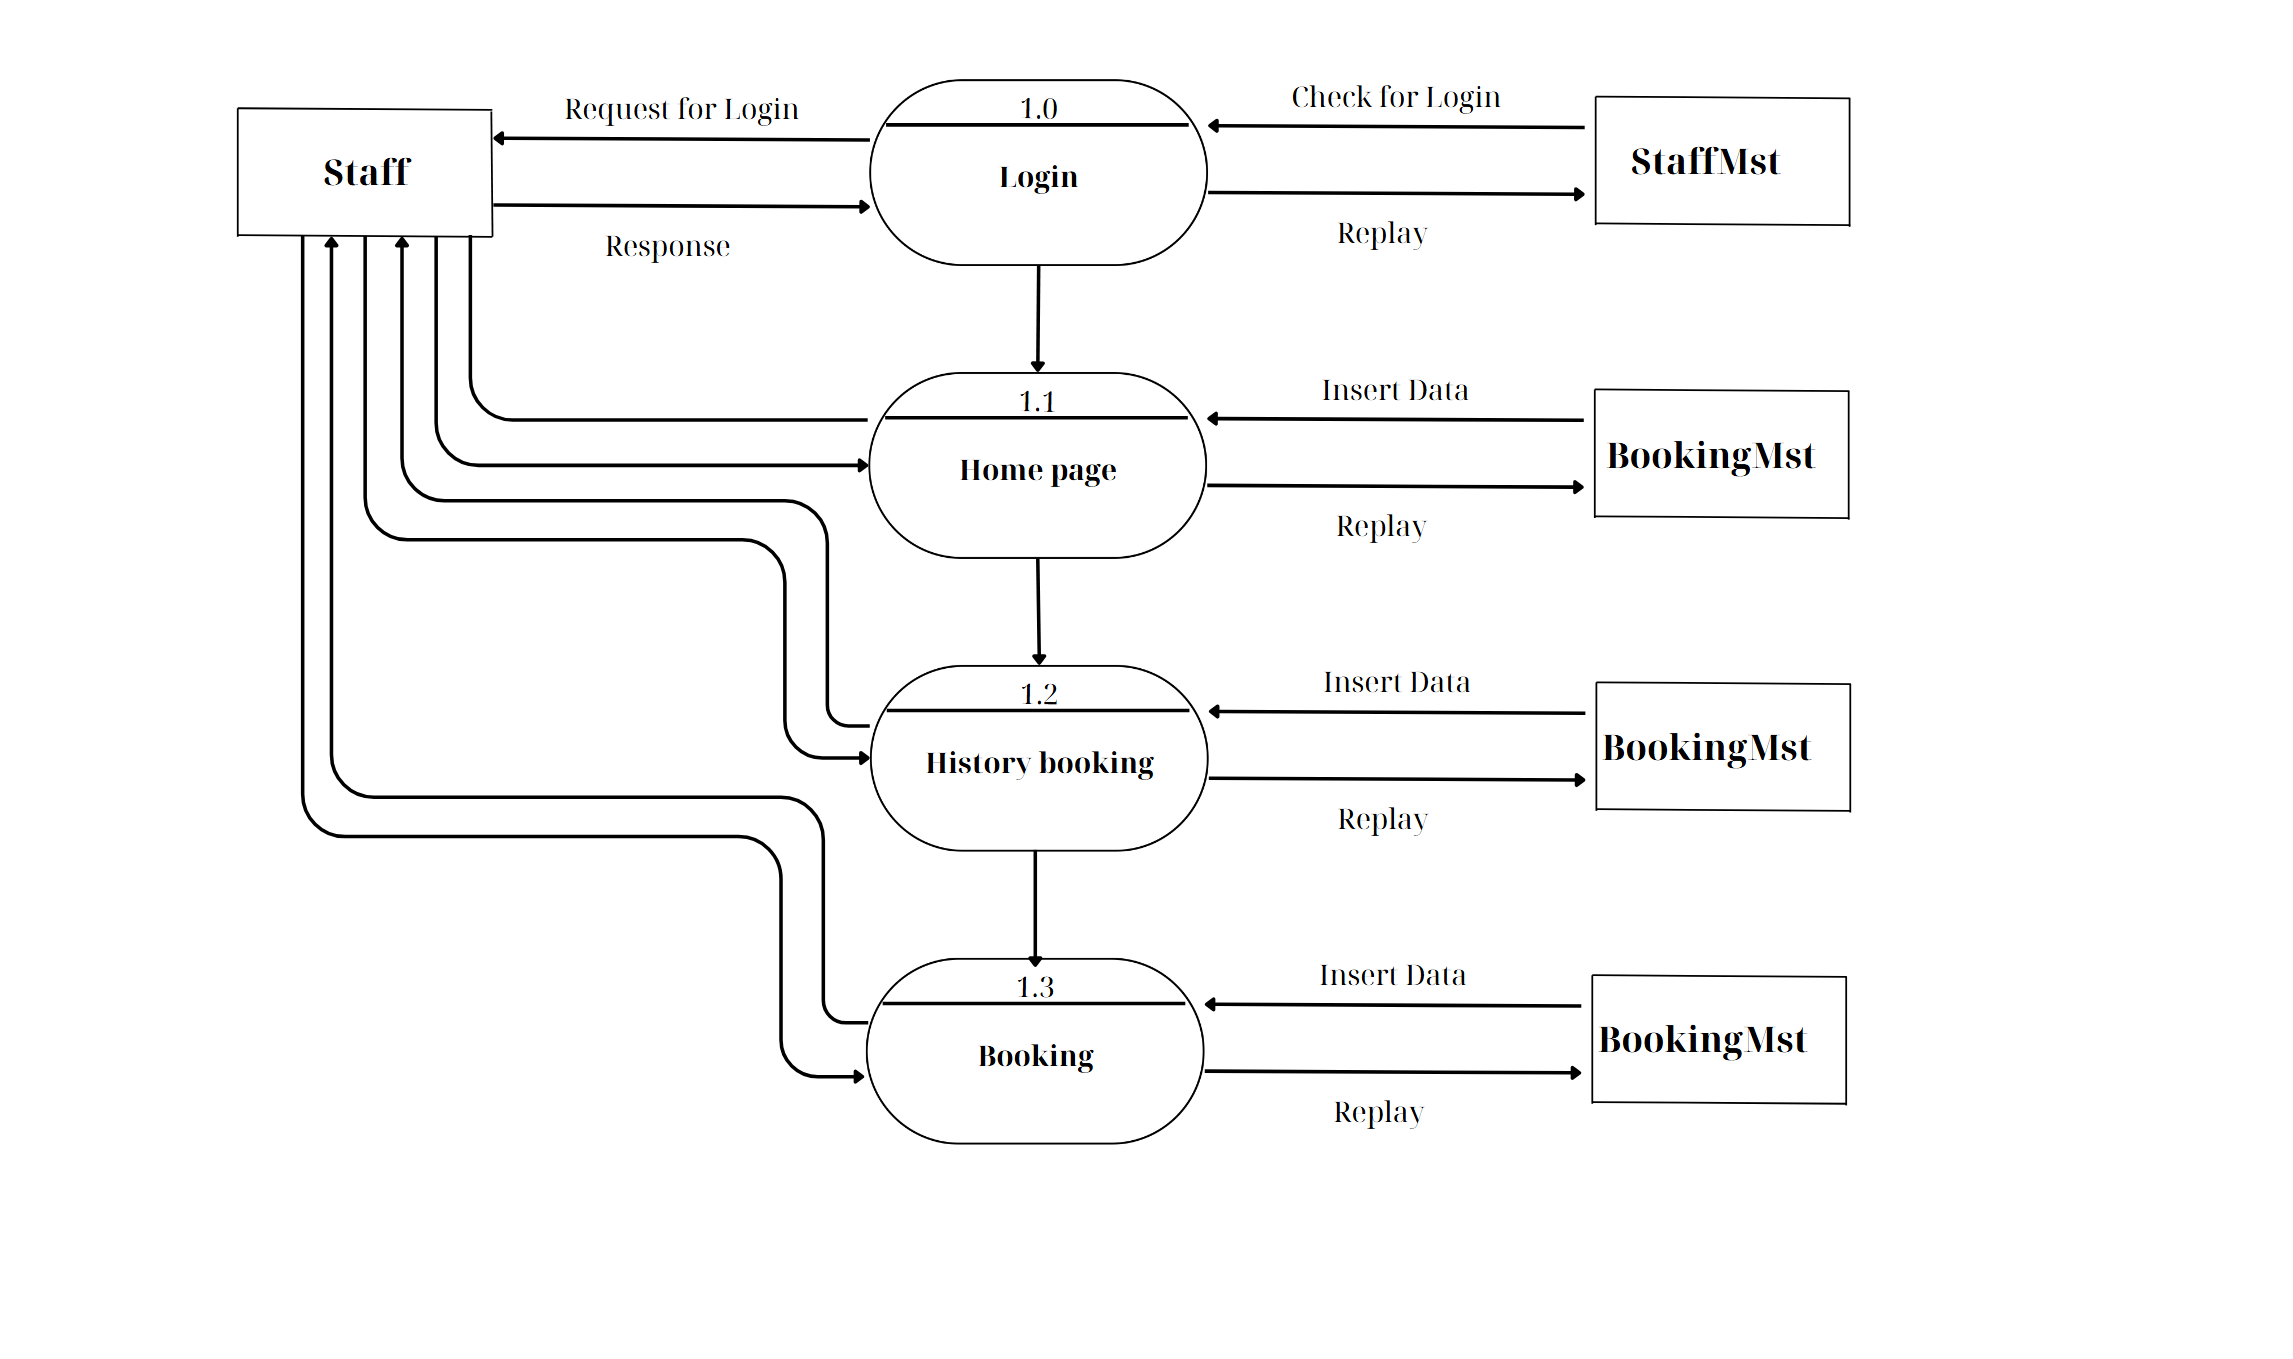 Request for Login
1.0
Check for Login
Staff
Login
StaffMst
Response
Replay
1.1
Insert Data
Home page
BookingMst
Replay
1.2
Insert Data
History booking
BookingMst
Replay
1.3
Insert Data
Booking
BookingMst
Replay